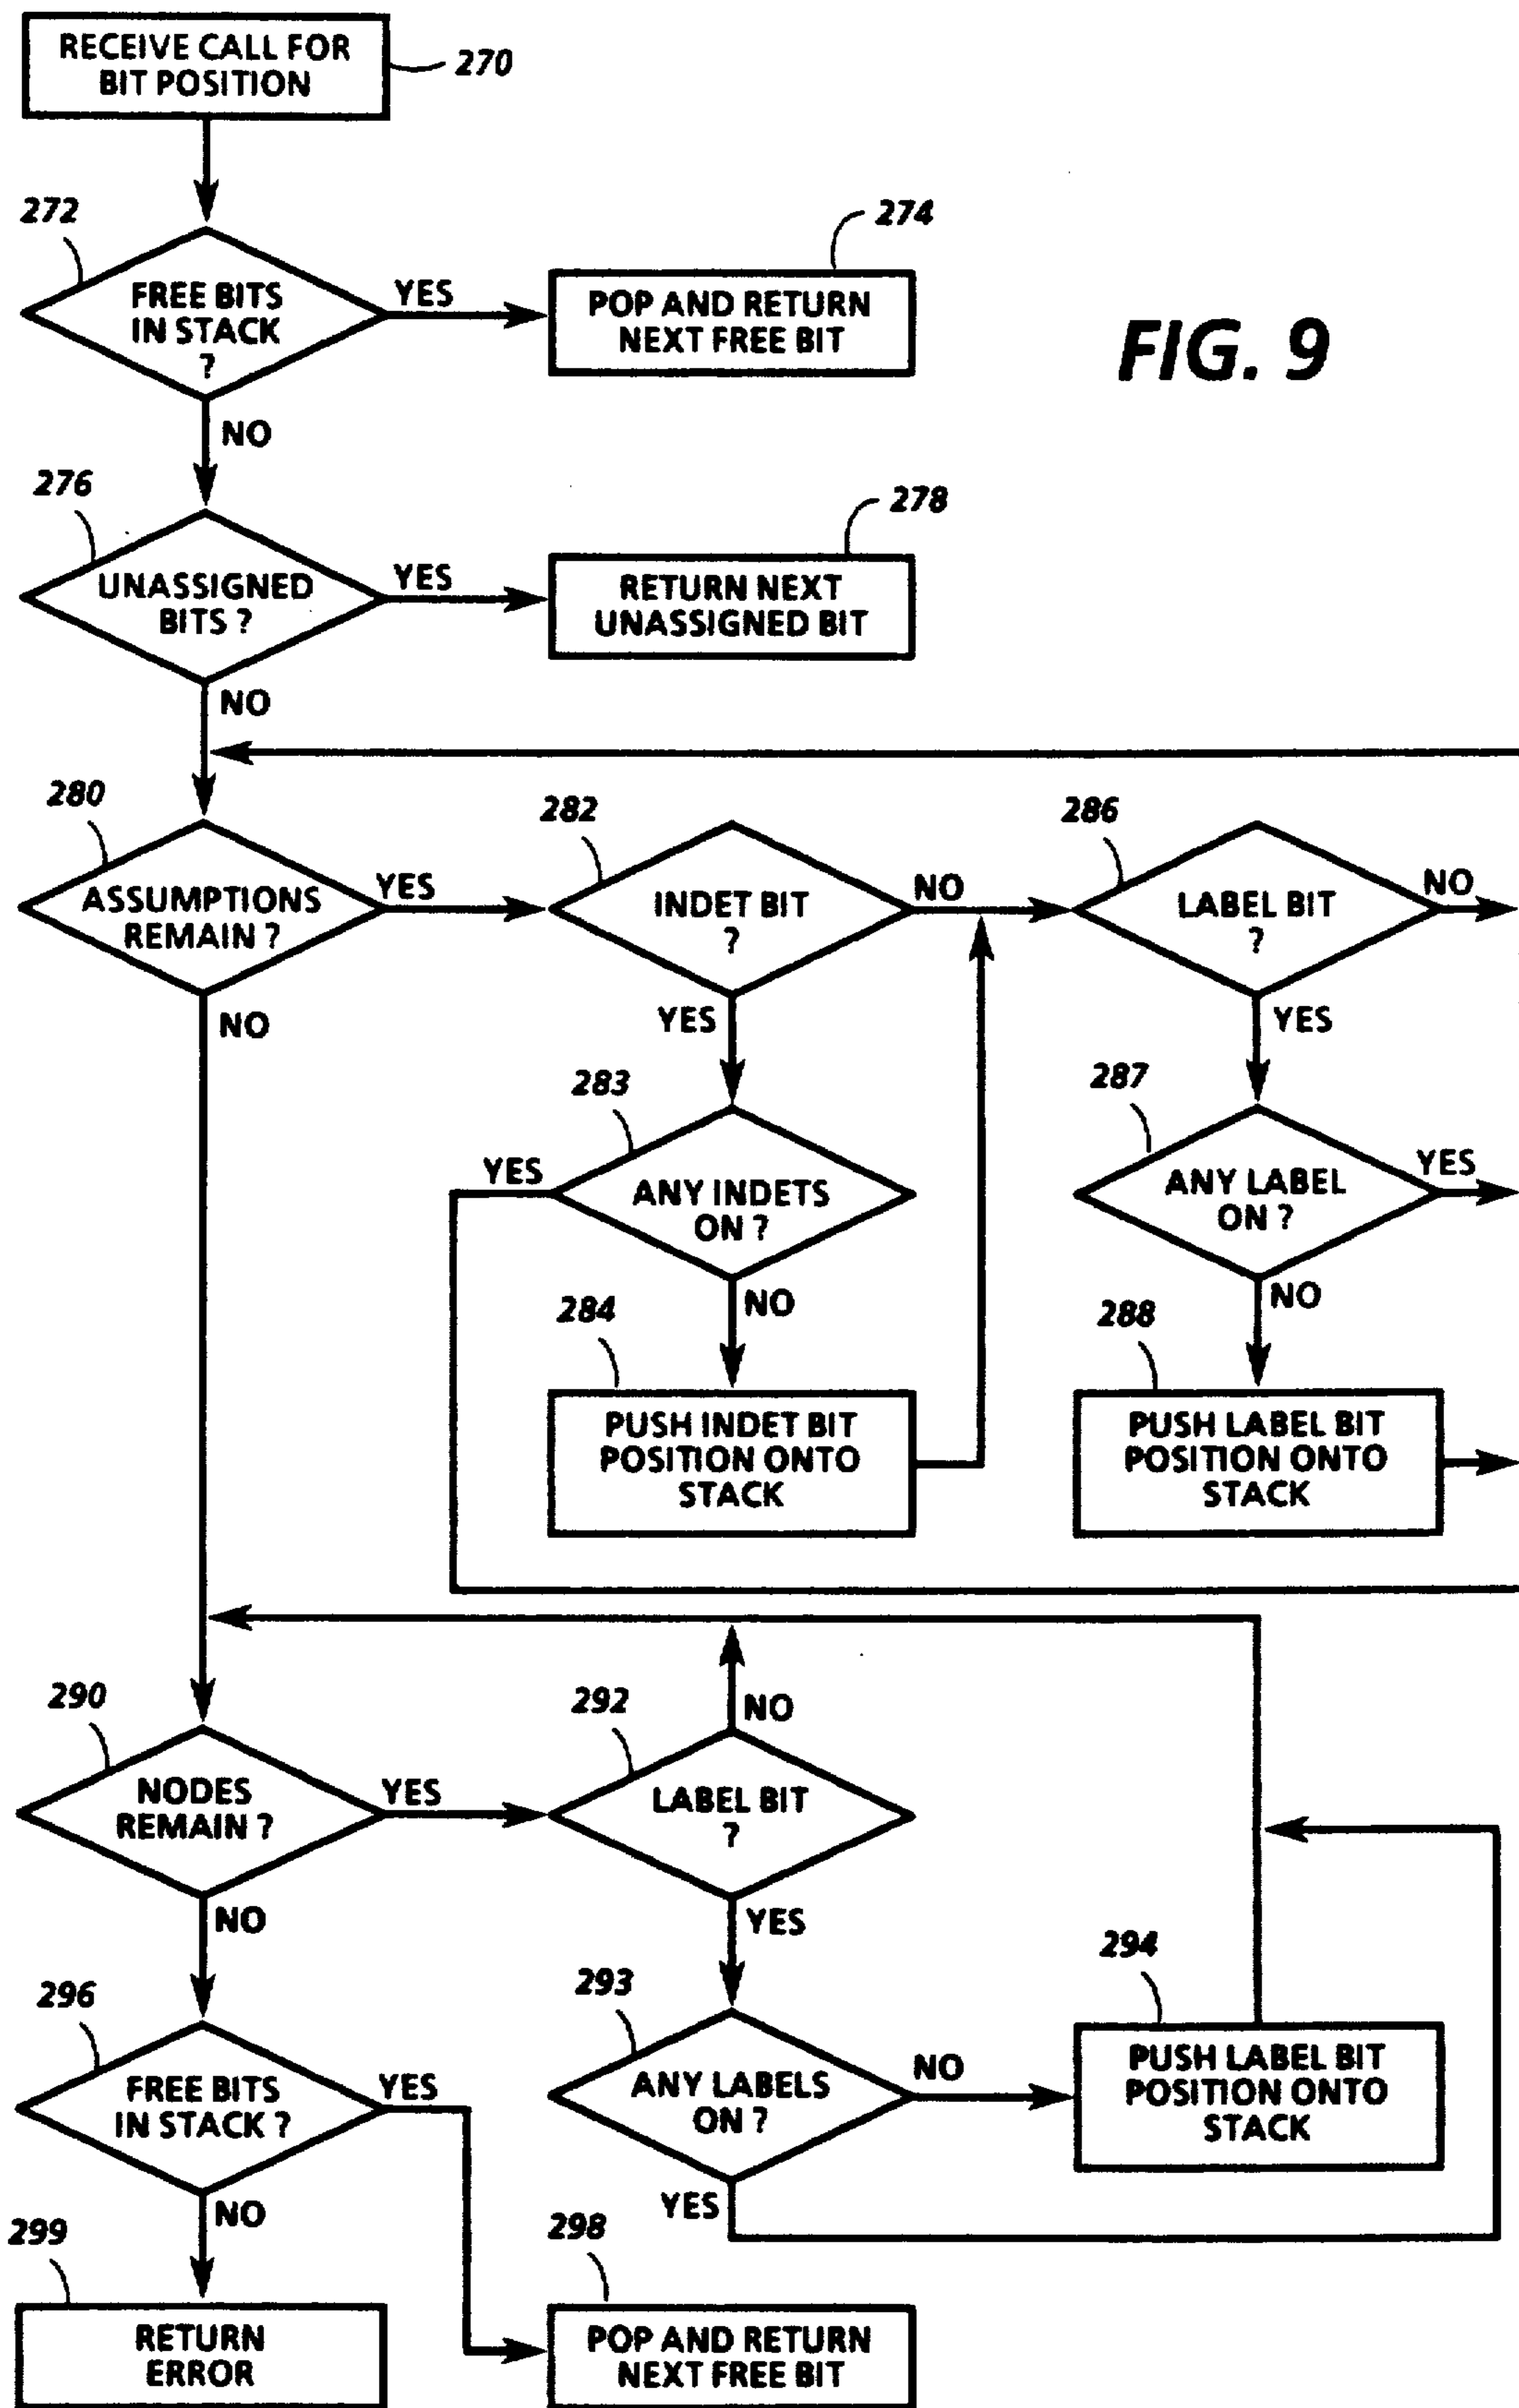 RECEIVE CALL FOR
BIT POSITION
270
272
274
FREE BITS
IN STACK
?
YES
POP AND RETURN
NEXT FREE BIT
FIG. 9
NO
276
278
UNASSIGNED
BITS ?
YES
RETURN NEXT
UNASSIGNED BIT
NO
280
282
286
ASSUMPTIONS
REMAIN ?
YES
INDET BIT
?
NO
LABEL BIT
?
NO
NO
YES
YES
283
287
YES
ANY INDETS
ON ?
ANY LABEL
ON ?
YES
NO
NO
284
288
PUSH INDET BIT
POSITION ONTO
STACK
PUSH LABEL BIT
POSITION ONTO
STACK
290
292
NO
NODES
REMAIN ?
YES
LABEL BIT
?
NO
YES
296
293
294
FREE BITS
IN STACK ?
YES
ANY LABELS
ON ?
NO
PUSH LABEL BIT
POSITION ONTO
STACK
NO
YES
299
298
RETURN
ERROR
POP AND RETURN
NEXT FREE BIT